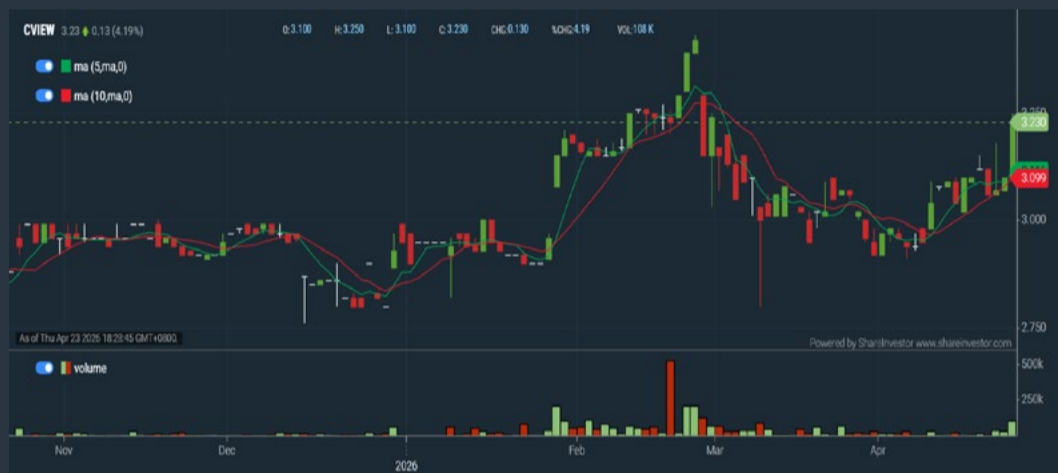 CVIEW 3.23 0.13 (4.19%) O:3.100 H:3.250 L:3.100 C:3.230 CHG:0.130 %CHG:4.19 VOL:108 K
ma (5,ma,0)
ma (10,ma,0)
3.230
3.099
3.000
2.750
As of Thu Apr 23 2026 18:28:45 GMT+0800.
Powered by ShareInvestor www.shareinvestor.com
volume
500k
250k
Nov Dec 2026 Feb Mar Apr